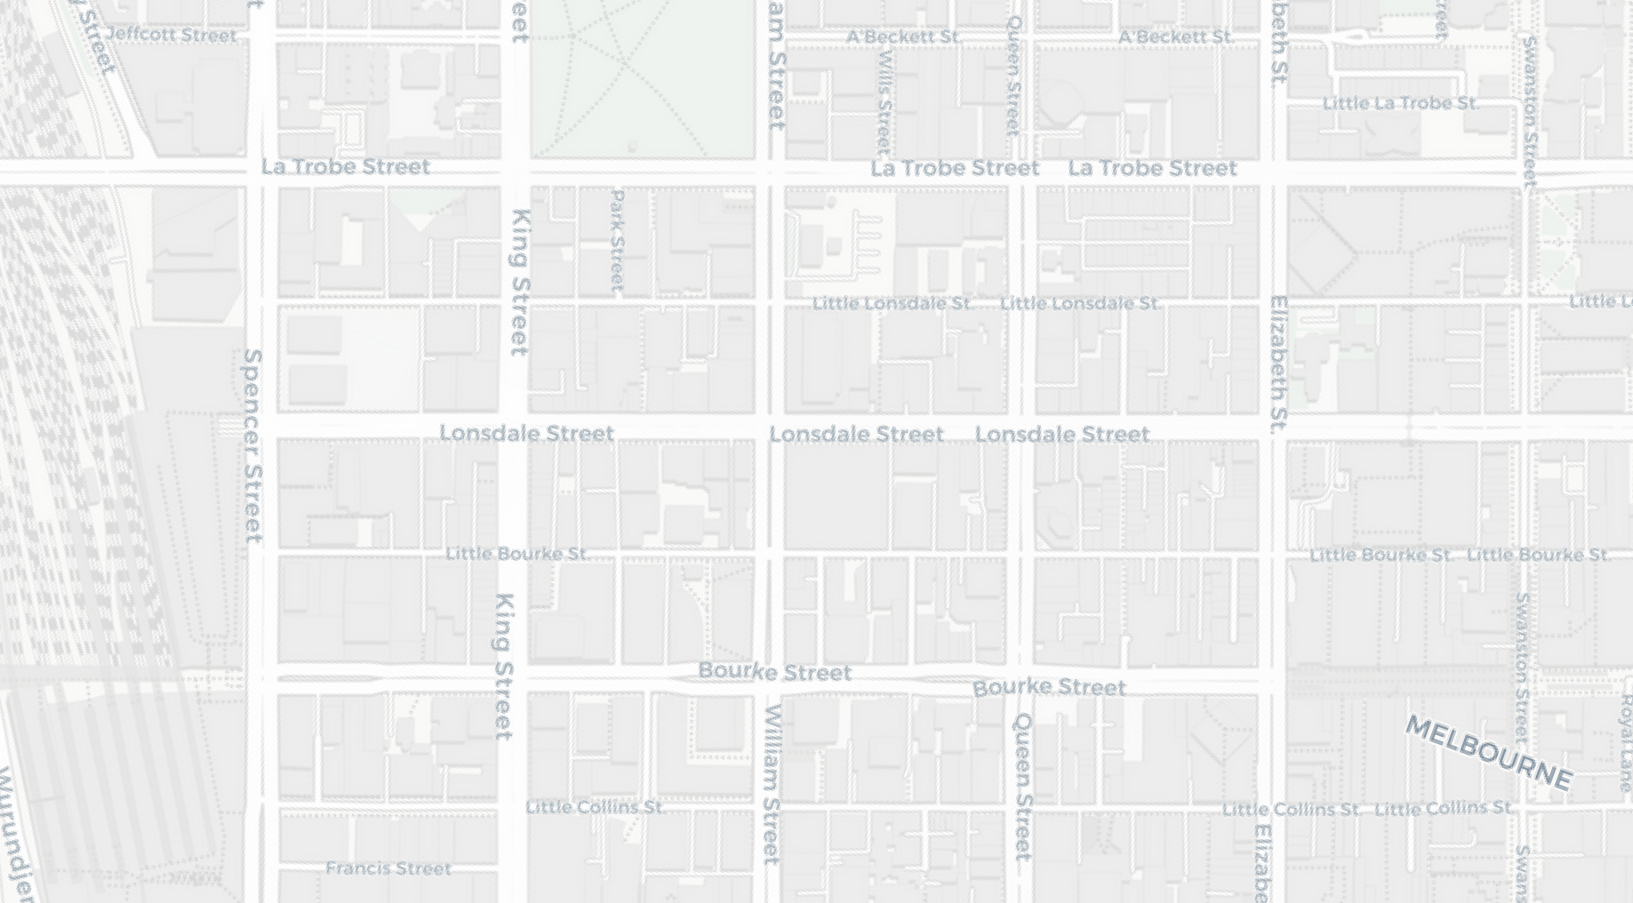 Jeffcott Street
A'Beckett St.
A'Beckett St.
Wills Street
Queen Street
Little La Trobe St.
Swanston Street
La Trobe Street
La Trobe Street
La Trobe Street
King Street
Park Street
Little Lonsdale St.
Little Lonsdale St.
Elizabeth St.
Spencer Street
Lonsdale Street
Lonsdale Street
Lonsdale Street
Little Bourke St.
Little Bourke St.
Little Bourke St.
King Street
Swanston Street
Bourke Street
Bourke Street
William Street
Queen Street
MELBOURNE
Royal Lane
Little Collins St.
Little Collins St.
Little Collins St.
Francis Street